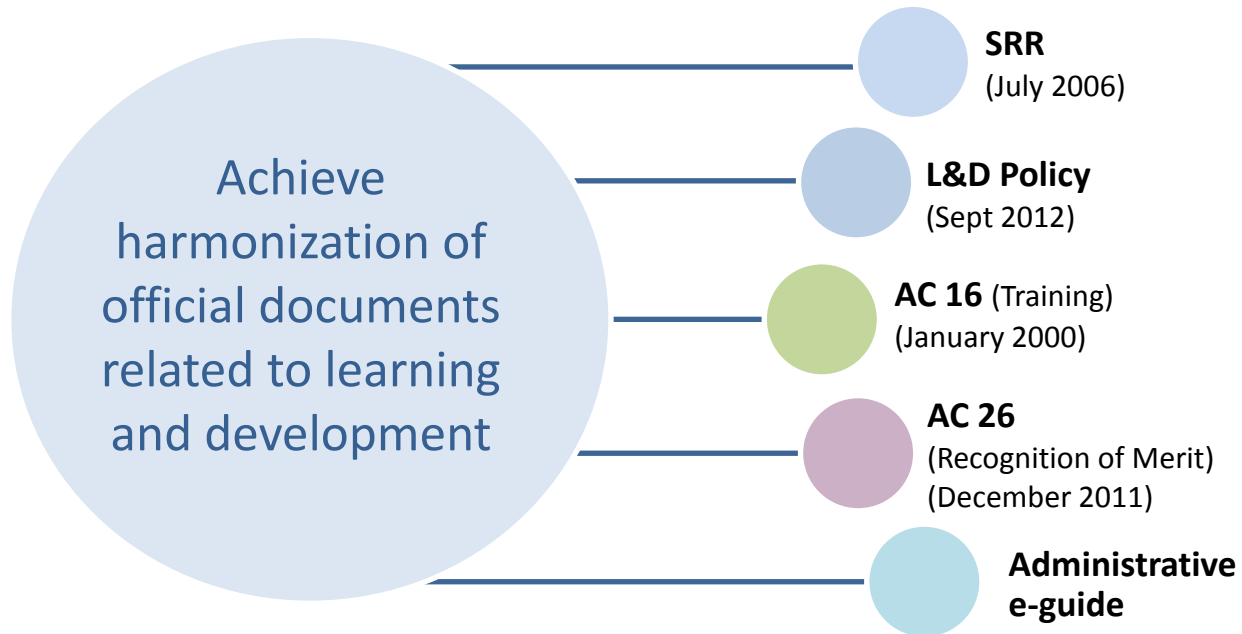 Achieve
harmonization of
official documents
related to learning
and development
SRR
(July 2006)
L&D Policy
(Sept 2012)
AC 16 (Training)
(January 2000)
AC 26
(Recognition of Merit)
(December 2011)
Administrative
e-guide